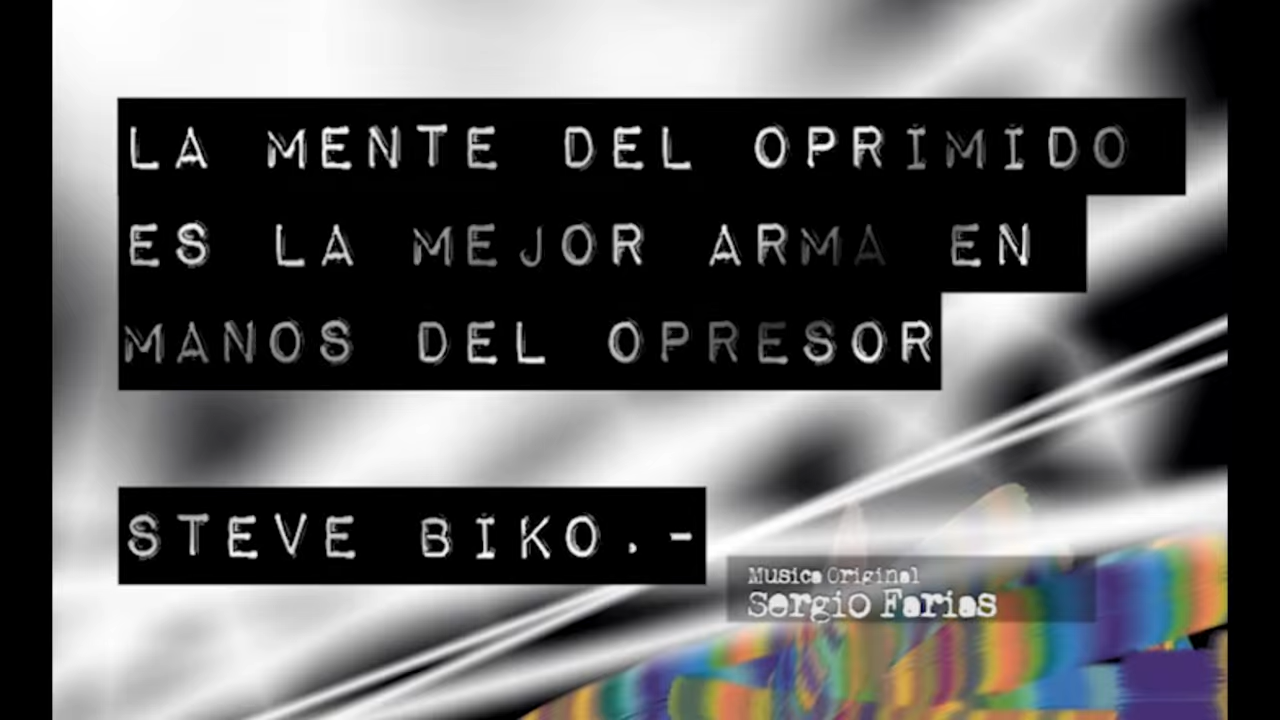 LA MENTE DEL OPRIMIDO
ES LA MEJOR ARMA EN
MANOS DEL OPRESOR
STEVE BIKO.-
Musica Original
Sergio Farias